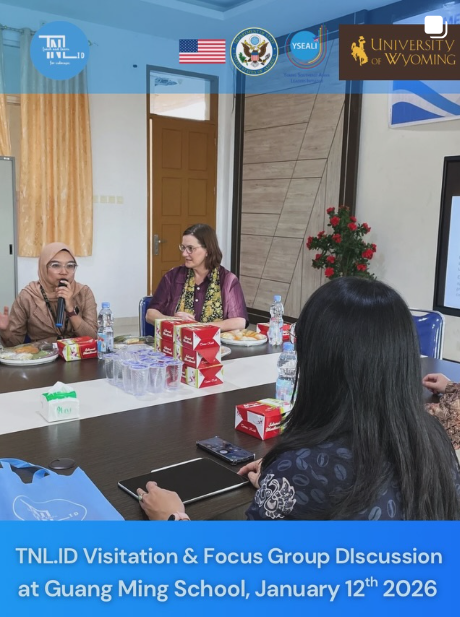 TNL.ID
YSEALI
UNIVERSITY
OF WYOMING
TNL.ID Visitation & Focus Group DIscussion
at Guang Ming School, January 12th 2026